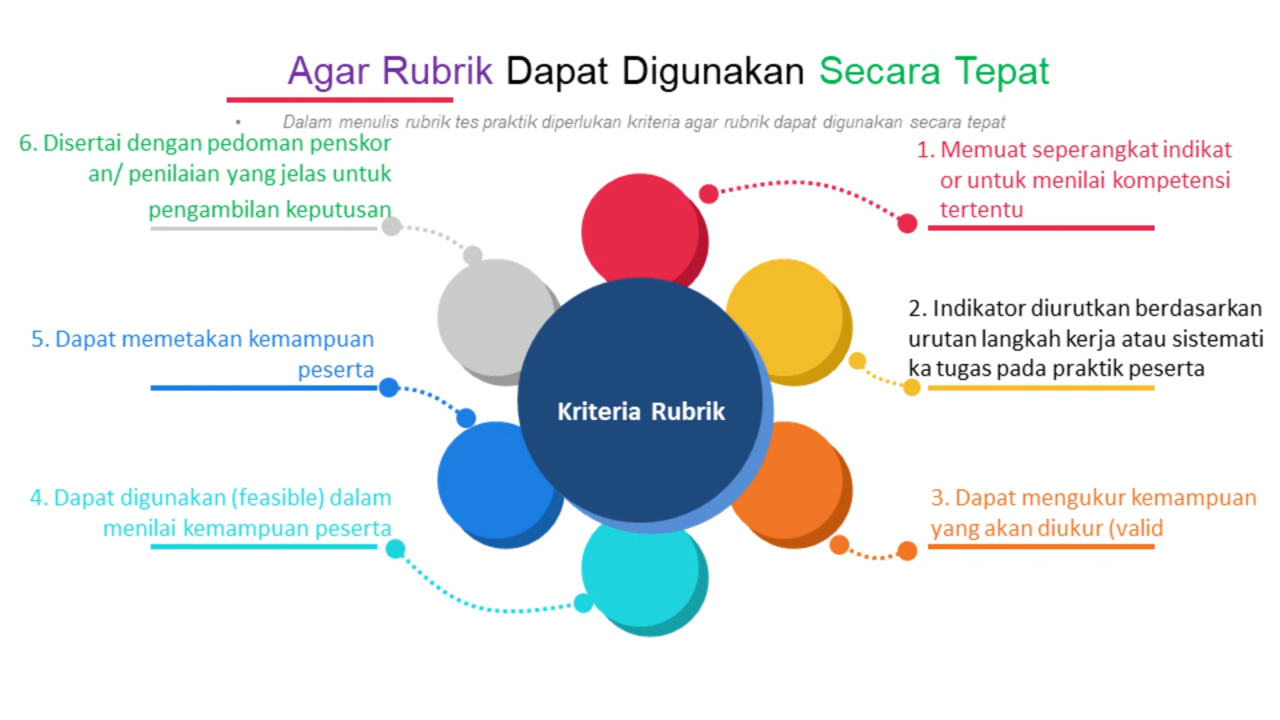 Agar Rubrik Dapat Digunakan Secara Tepat
• Dalam menulis rubrik tes praktik diperlukan kriteria agar rubrik dapat digunakan secara tepat
1. Memuat seperangkat indikat
or untuk menilai kompetensi
tertentu
2. Indikator diurutkan berdasarkan
urutan langkah kerja atau sistemati
ka tugas pada praktik peserta
3. Dapat mengukur kemampuan
yang akan diukur (valid
4. Dapat digunakan (feasible) dalam
menilai kemampuan peserta
5. Dapat memetakan kemampuan
peserta
6. Disertai dengan pedoman penskor
an/ penilaian yang jelas untuk
pengambilan keputusan
Kriteria Rubrik